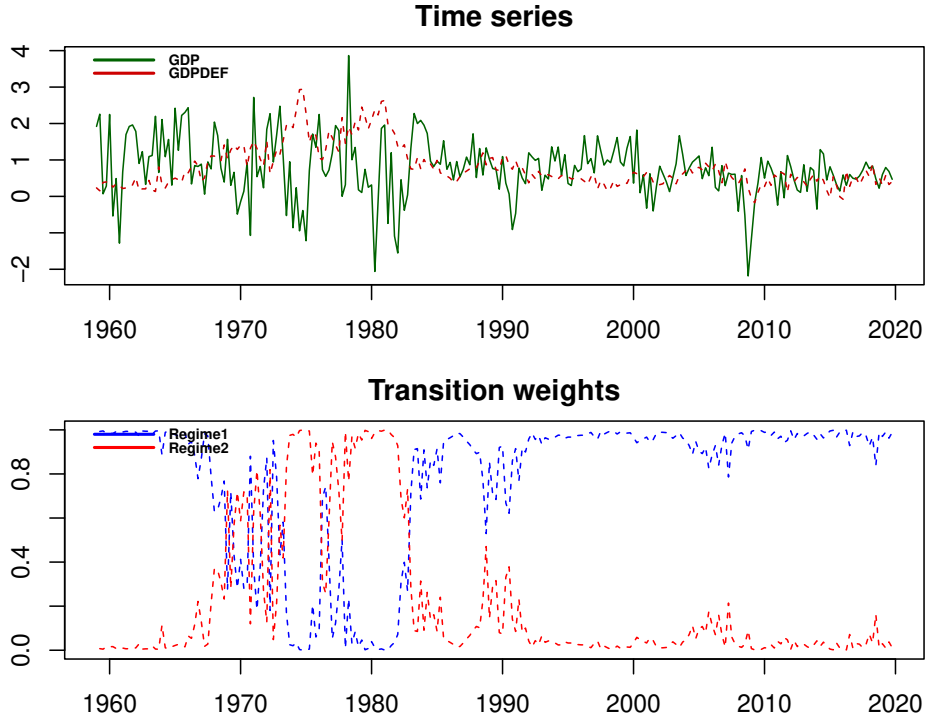 Time series
4
3
2
1
0
−2
GDP
GDPDEF
1960 1970 1980 1990 2000 2010 2020
Transition weights
0.8
0.4
0.0
Regime1
Regime2
1960 1970 1980 1990 2000 2010 2020